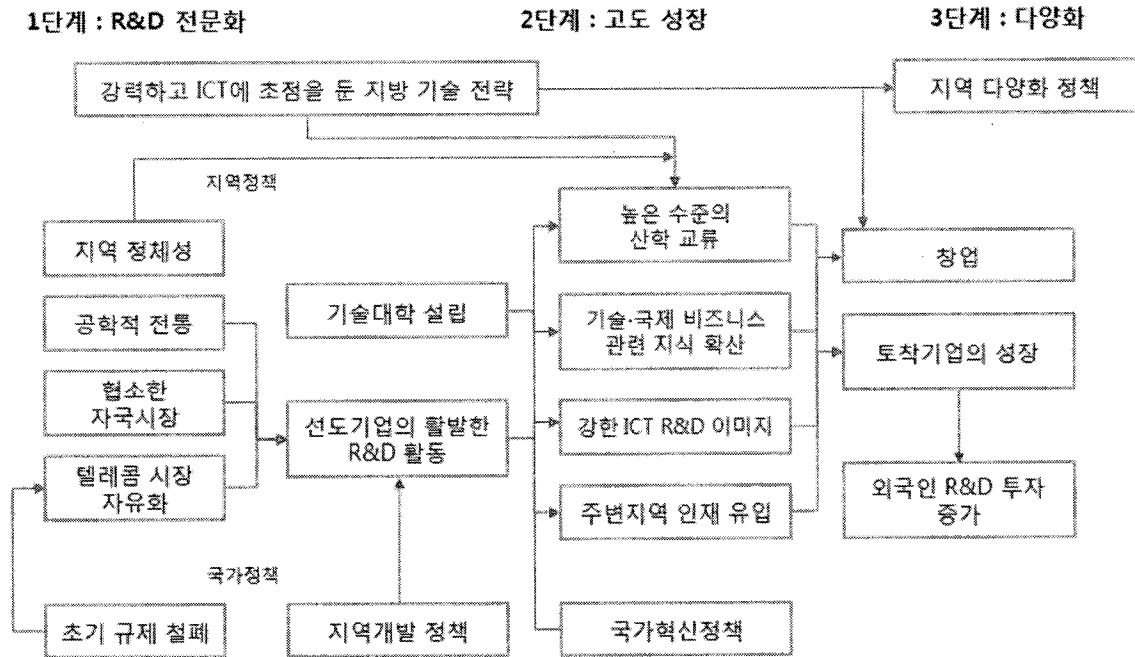 1단계 : R&D 전문화
2단계 : 고도 성장
3단계 : 다양화
강력하고 ICT에 초점을 둔 지방 기술 전략
지역 다양화 정책
지역정책
지역 정체성
높은 수준의
산학 교류
창업
공학적 전통
기술대학 설립
기술·국제 비즈니스
관련 지식 확산
토착기업의 성장
협소한
자국시장
선도기업의 활발한
R&D 활동
강한 ICT R&D 이미지
텔레콤 시장
자유화
주변지역 인재 유입
외국인 R&D 투자
증가
국가정책
초기 규제 철폐
지역개발 정책
국가혁신정책